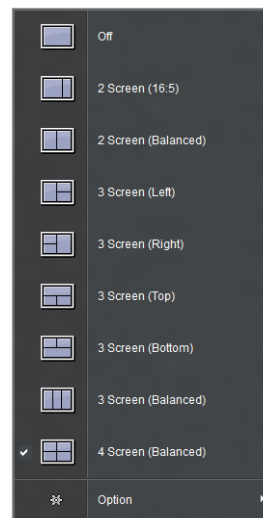 Off
2 Screen (16:5)
2 Screen (Balanced)
3 Screen (Left)
3 Screen (Right)
3 Screen (Top)
3 Screen (Bottom)
3 Screen (Balanced)
4 Screen (Balanced)
Option